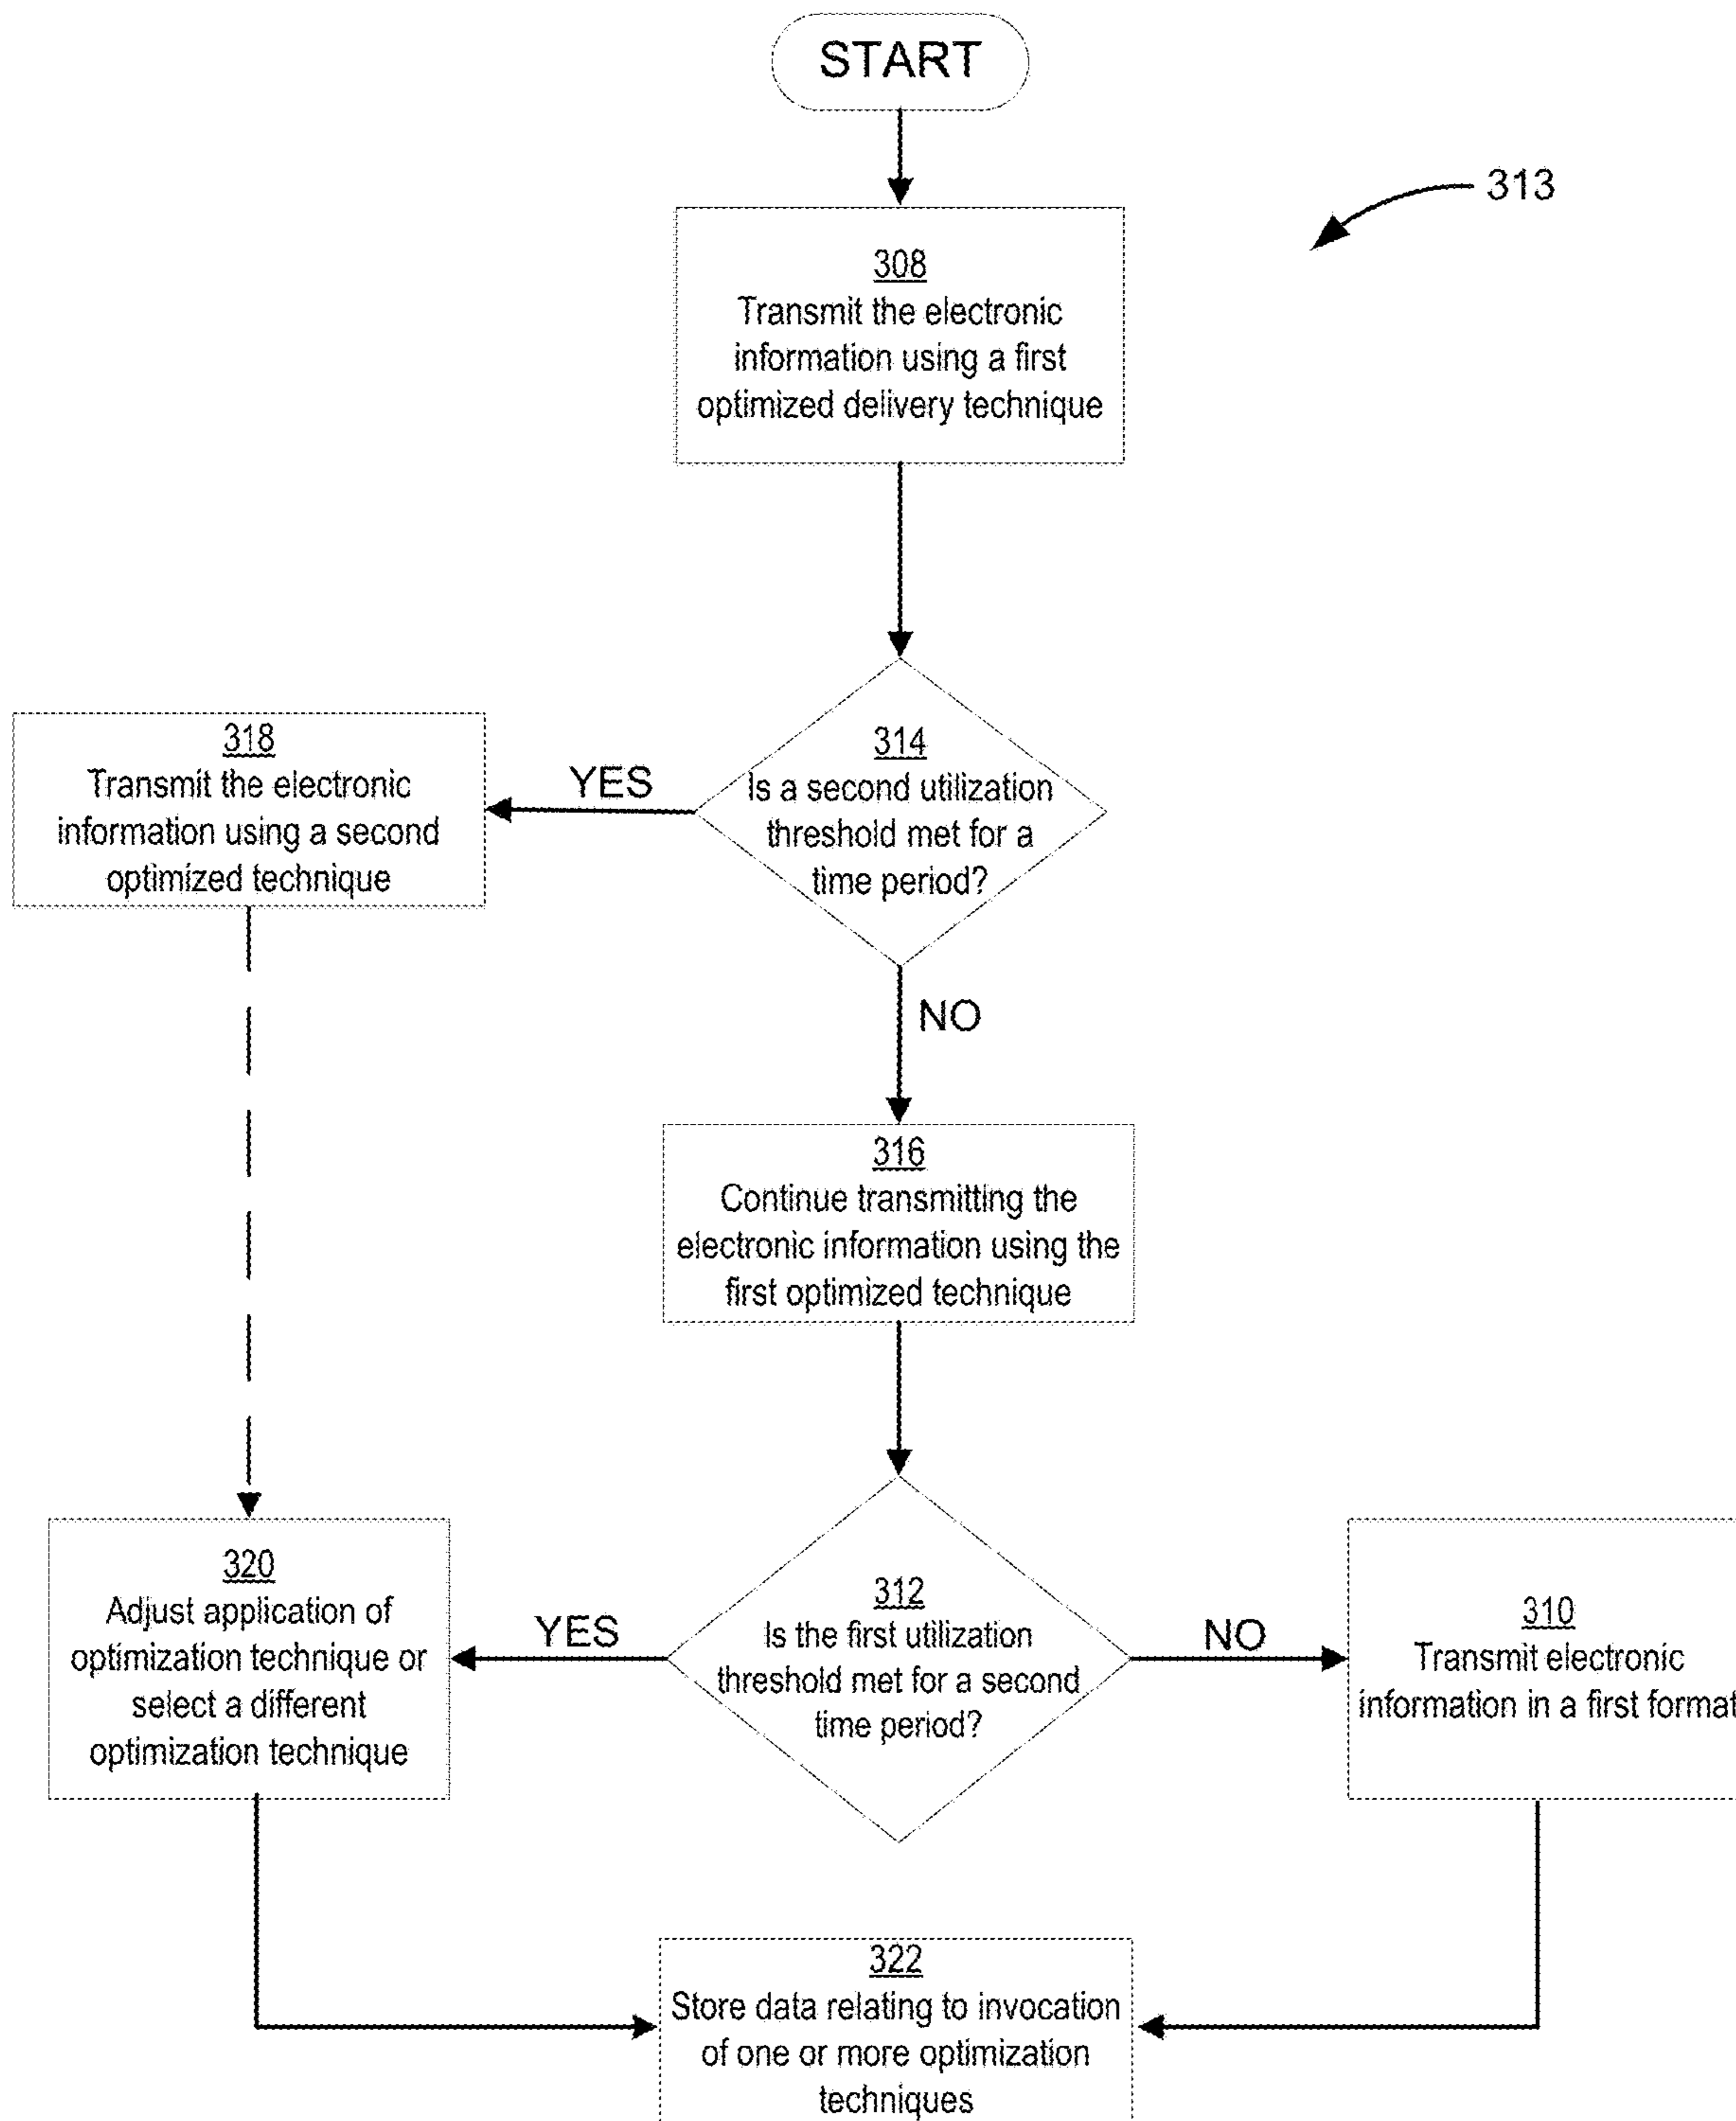 START
313
308
Transmit the electronic
information using a first
optimized delivery technique
318
Transmit the electronic
information using a second
optimized technique
YES
314
Is a second utilization
threshold met for a
time period?
NO
316
Continue transmitting the
electronic information using the
first optimized technique
320
Adjust application of
optimization technique or
select a different
optimization technique
YES
312
Is the first utilization
threshold met for a second
time period?
NO
310
Transmit electronic
information in a first format
322
Store data relating to invocation
of one or more optimization
techniques